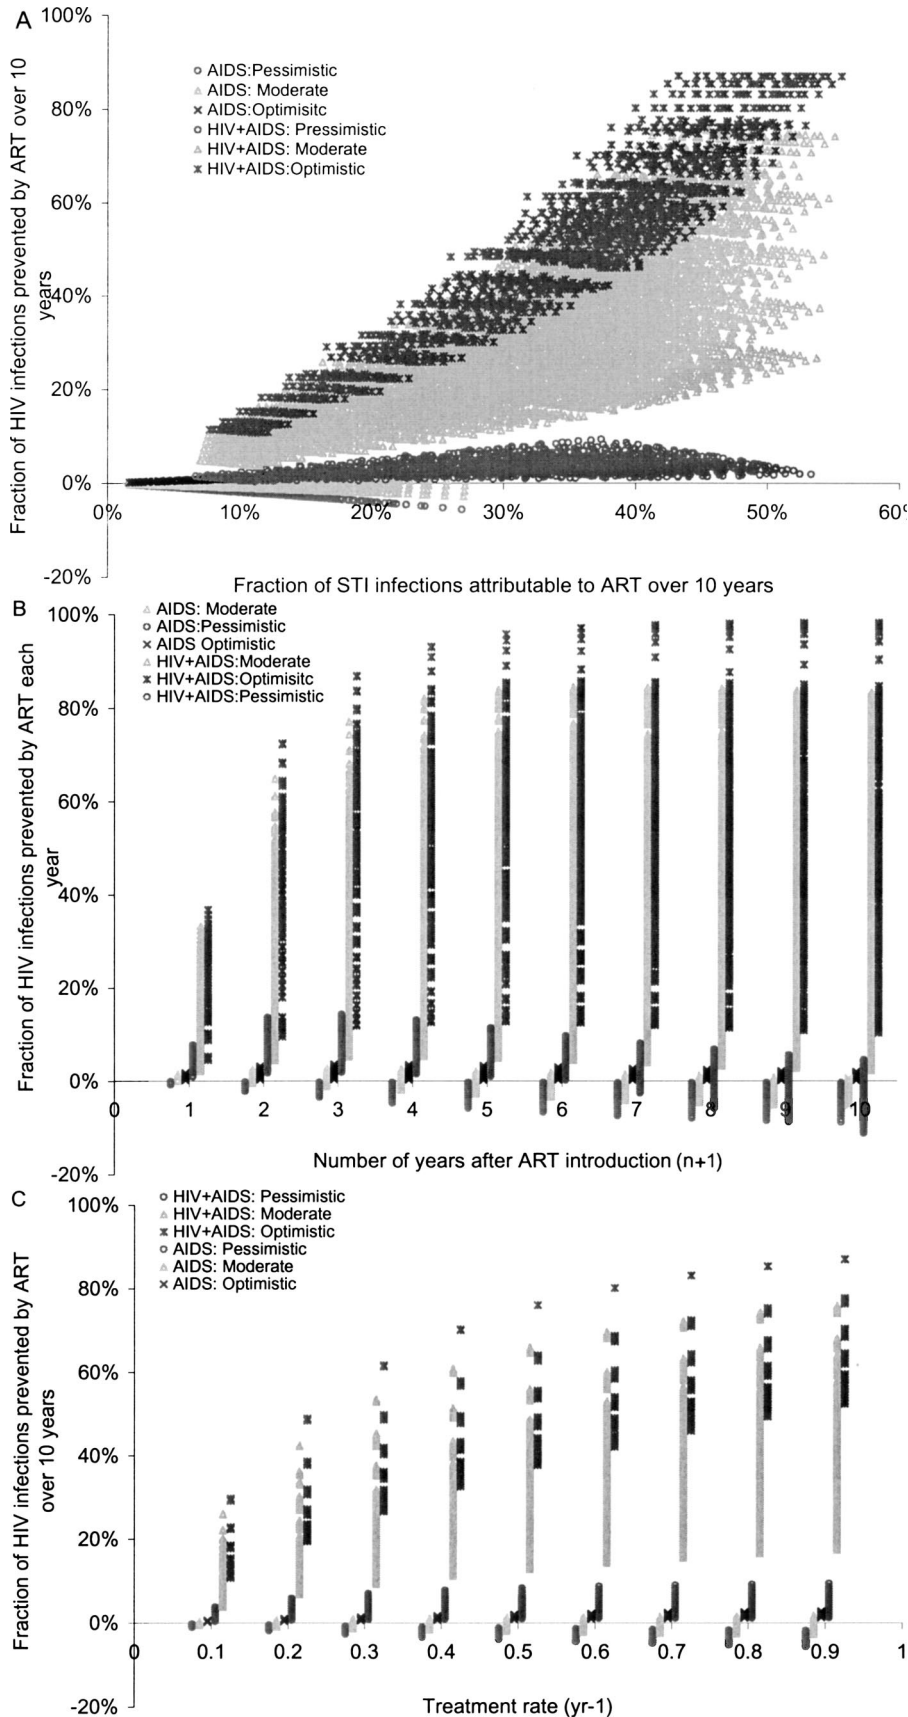 A
100%
AIDS:Pessimistic
AIDS: Moderate
AIDS:Optimisitc
HIV+AIDS: Pressimistic
HIV+AIDS: Moderate
HIV+AIDS:Optimistic
80%
60%
40%
20%
0%
-20%
Fraction of HIV infections prevented by ART over 10
years
0% 10% 20% 30% 40% 50% 60%
Fraction of STI infections attributable to ART over 10 years
B
100%
AIDS: Moderate
AIDS:Pessimistic
AIDS Optimistic
HIV+AIDS:Moderate
HIV+AIDS:Optimisitc
HIV+AIDS:Pessimistic
80%
60%
40%
20%
0%
-20%
Fraction of HIV infections prevented by ART each
year
0 1 2 3 4 5 6 7 8 9 10
Number of years after ART introduction (n+1)
C
100%
HIV+AIDS: Pessimistic
HIV+AIDS: Moderate
HIV+AIDS: Optimistic
AIDS: Pessimistic
AIDS: Moderate
AIDS: Optimistic
80%
60%
40%
20%
0%
-20%
Fraction of HIV infections prevented by ART
over 10 years
0 0.1 0.2 0.3 0.4 0.5 0.6 0.7 0.8 0.9 1
Treatment rate (yr-1)